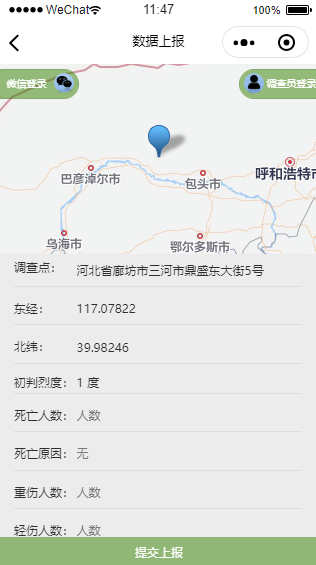 WeChat 11:47 100%
数据上报
微信登录 调查员登录
呼和浩特市
巴彦淖尔市 包头市
乌海市 鄂尔多斯市
调查点： 河北省廊坊市三河市鼎盛东大街5号
东经： 117.07822
北纬： 39.98246
初判烈度： 1 度
死亡人数： 人数
死亡原因： 无
重伤人数： 人数
轻伤人数： 人数
提交上报